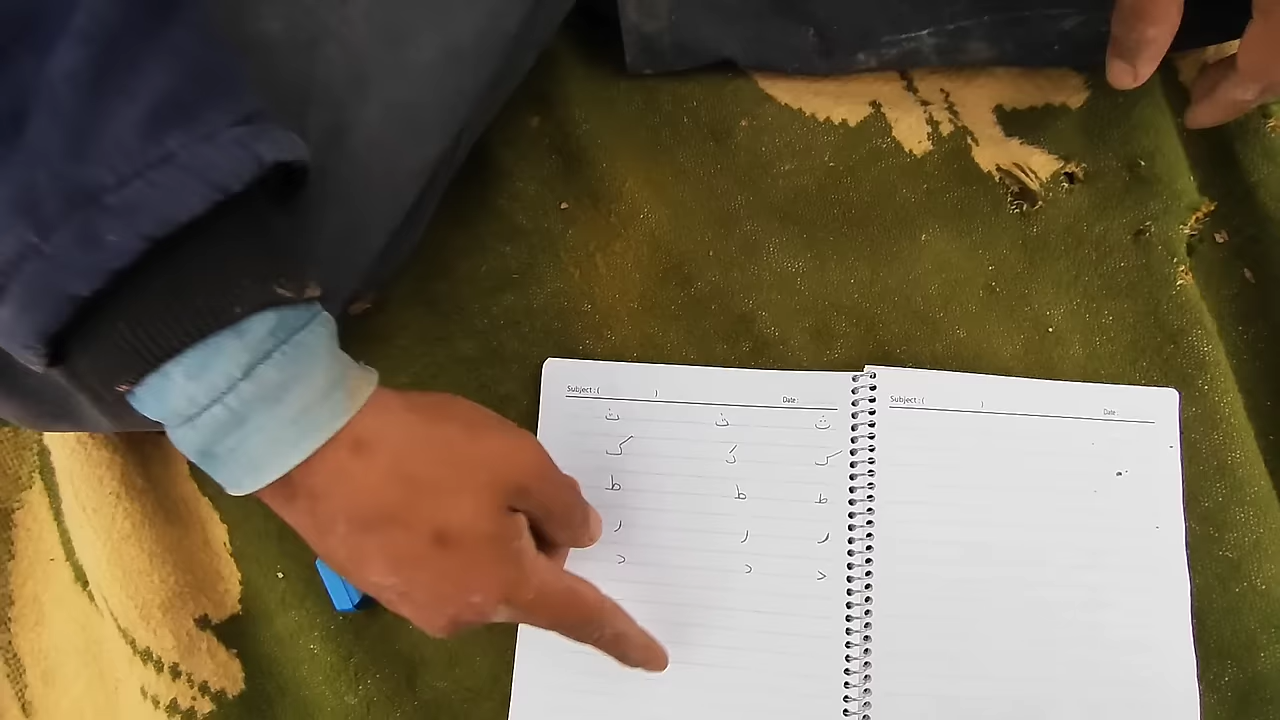 Subject : ( ) Date :
ث ث ث
ک ک ک
ط ط ط
ر ر ر
د د د
Subject : ( ) Date :